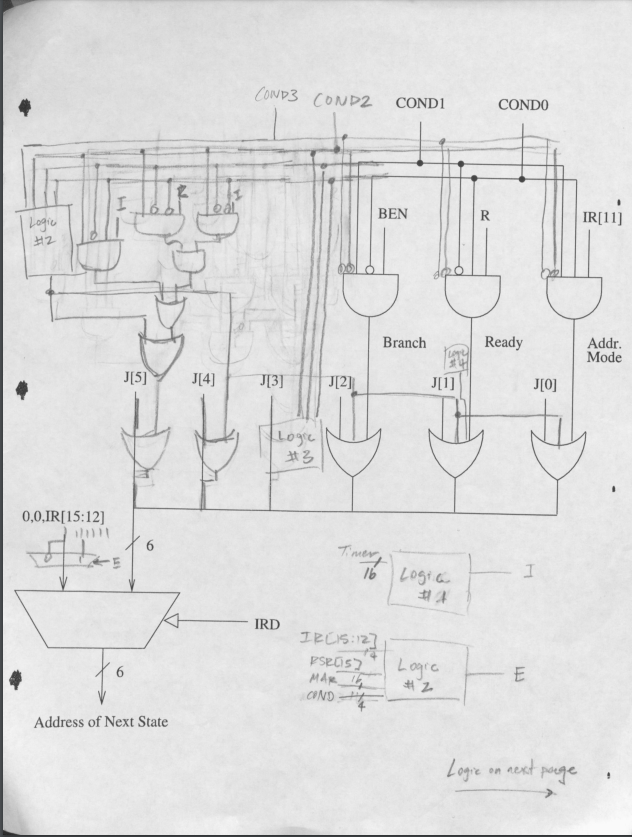 COND3 COND2 COND1 COND0
I Z I
Logic #2
BEN R IR[11]
Branch Ready Addr. Mode
Logic #4
J[5] J[4] J[3] J[2] J[1] J[0]
Logic #3
0,0,IR[15:12]
6
E
Timer 16 Logic #1 I
IRD
IR[15:12] 4
PSR[15]
MAR 16
COND 4
Logic #2 E
6
Address of Next State
Logic on next page